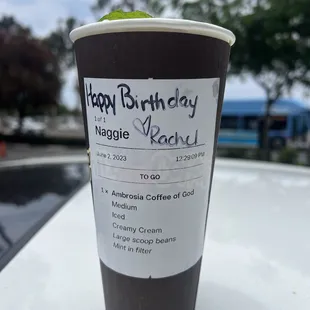 Happy Birthday
1 of 1
Naggie ♡ Rachel
June 2, 2023 12:29:09 PM
TO GO
1 × Ambrosia Coffee of God
Medium
Iced
Creamy Cream
Large scoop beans
Mint in filter